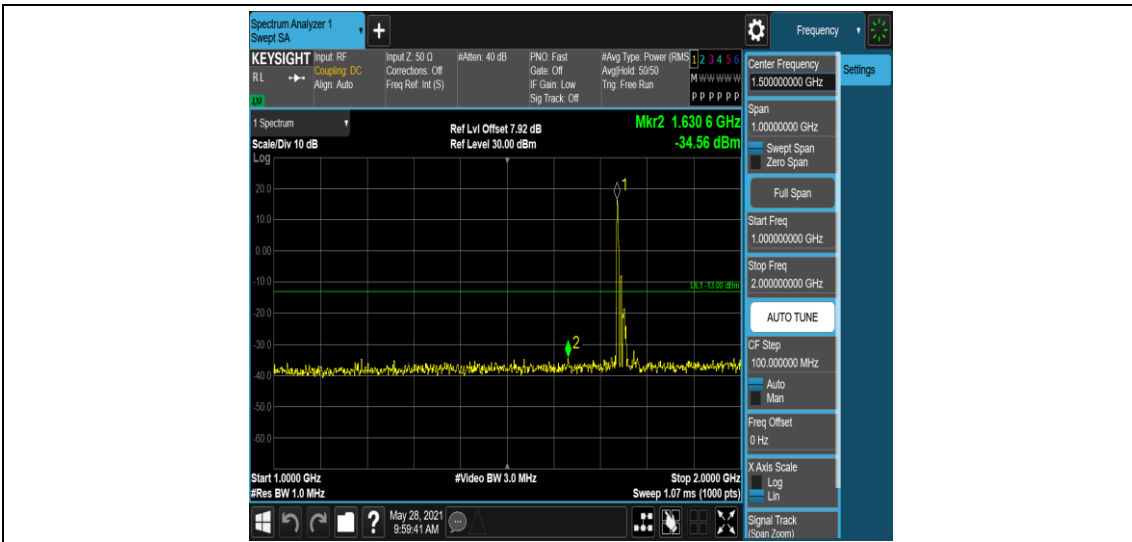 Spectrum Analyzer 1
Swept SA
+
Frequency
KEYSIGHT
RL
LXI
Input: RF
Coupling: DC
Align: Auto
Input Z: 50 Ω
Corrections: Off
Freq Ref: Int (S)
#Atten: 40 dB
PNO: Fast
Gate: Off
IF Gain: Low
Sig Track: Off
#Avg Type: Power (RMS
Avg|Hold: 50/50
Trig: Free Run
1 2 3 4 5 6
M W W W W W
P P P P P P
1 Spectrum
Scale/Div 10 dB
Log
Ref Lvl Offset 7.92 dB
Ref Level 30.00 dBm
Mkr2 1.630 6 GHz
-34.56 dBm
20.0
10.0
0.00
-10.0
-20.0
-30.0
-40.0
-50.0
-60.0
1
DL1 -13.00 dBm
2
Start 1.0000 GHz
#Res BW 1.0 MHz
#Video BW 3.0 MHz
Stop 2.0000 GHz
Sweep 1.07 ms (1000 pts)
?
May 28, 2021
9:59:41 AM
Center Frequency
1.500000000 GHz
Settings
Span
1.00000000 GHz
Swept Span
Zero Span
Full Span
Start Freq
1.000000000 GHz
Stop Freq
2.000000000 GHz
AUTO TUNE
CF Step
100.000000 MHz
Auto
Man
Freq Offset
0 Hz
X Axis Scale
Log
Lin
Signal Track
(Span Zoom)